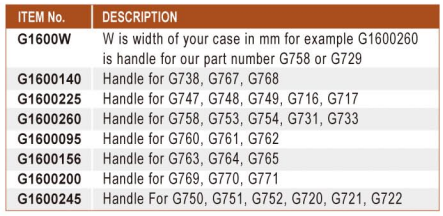 ITEM No. DESCRIPTION
G1600W W is width of your case in mm for example G1600260
is handle for our part number G758 or G729
G1600140 Handle for G738, G767, G768
G1600225 Handle for G747, G748, G749, G716, G717
G1600260 Handle for G758, G753, G754, G731, G733
G1600095 Handle for G760, G761, G762
G1600156 Handle for G763, G764, G765
G1600200 Handle for G769, G770, G771
G1600245 Handle For G750, G751, G752, G720, G721, G722